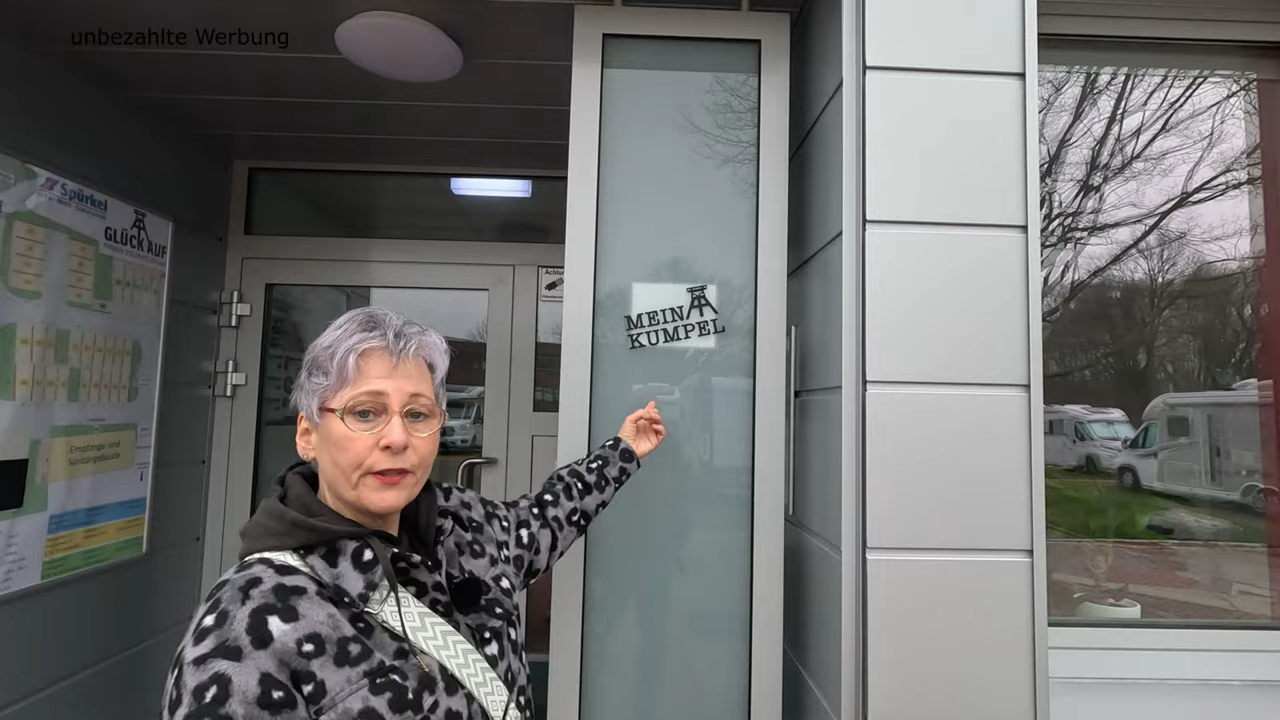 unbezahlte Werbung
Spürkel
GLÜCK AUF
Achtung
MEIN
KUMPEL
Empfangs- und
Sanitärgebäude